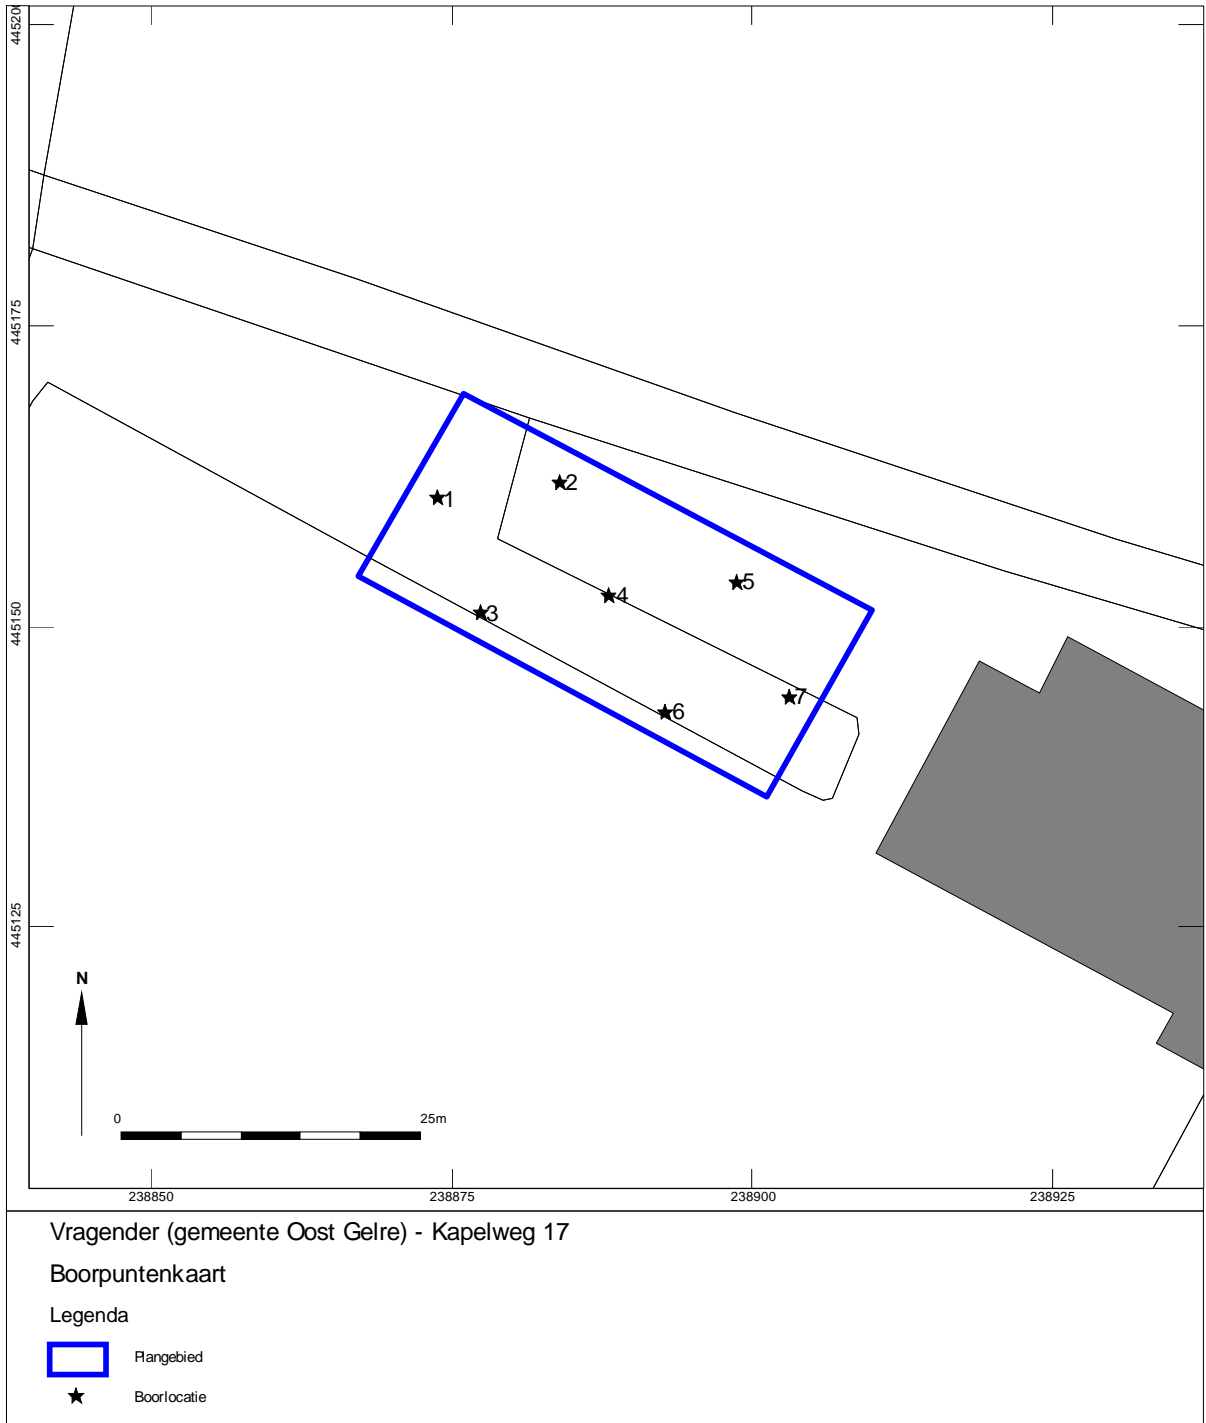 445200
445175
445150
445125
1
2
3
4
5
6
7
N
0 25m
238850 238875 238900 238925
Vragender (gemeente Oost Gelre) - Kapelweg 17
Boorpuntenkaart
Legenda
Plangebied
Boorlocatie